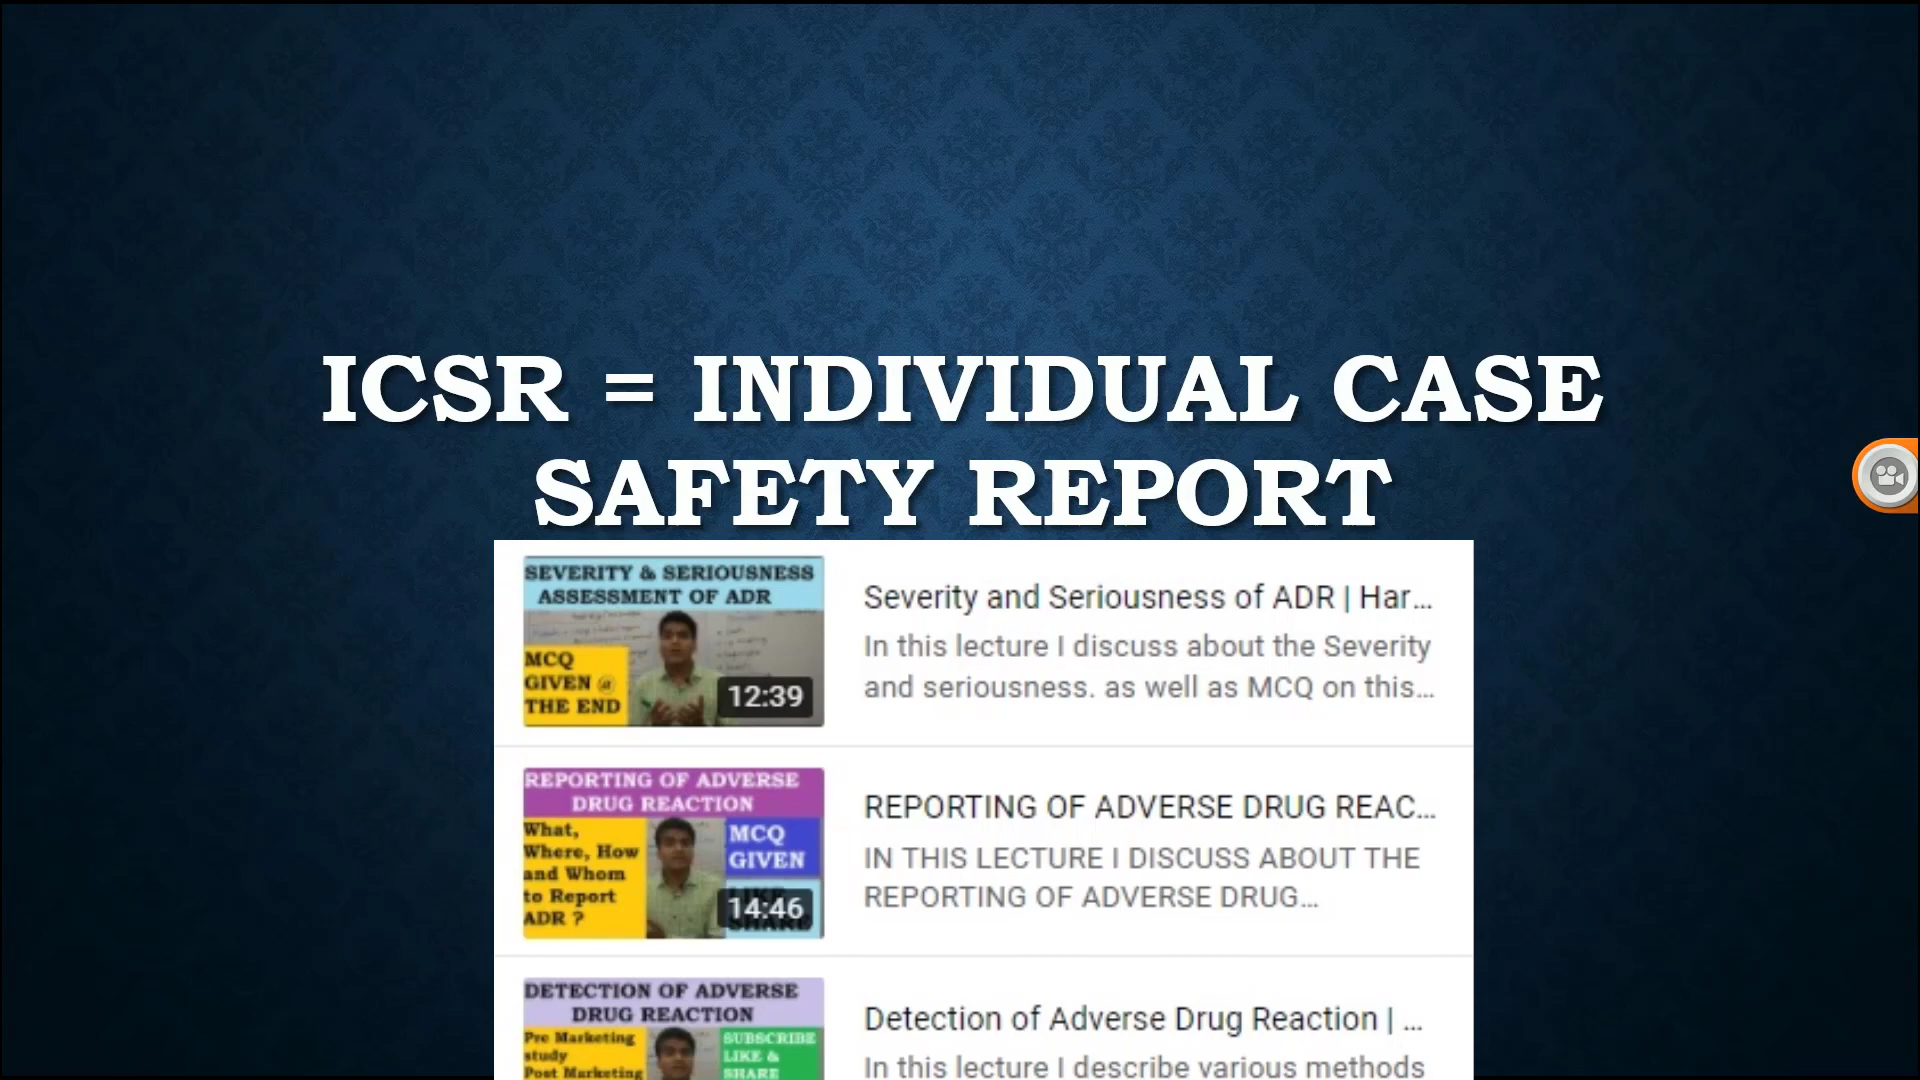 ICSR = INDIVIDUAL CASE
SAFETY REPORT
SEVERITY & SERIOUSNESS
ASSESSMENT OF ADR
MCQ
GIVEN @
THE END
12:39
Severity and Seriousness of ADR | Har...
In this lecture I discuss about the Severity
and seriousness. as well as MCQ on this...
REPORTING OF ADVERSE
DRUG REACTION
What,
Where, How
and Whom
to Report
ADR ?
MCQ
GIVEN
LIKE
SHARE
14:46
REPORTING OF ADVERSE DRUG REAC...
IN THIS LECTURE I DISCUSS ABOUT THE
REPORTING OF ADVERSE DRUG...
DETECTION OF ADVERSE
DRUG REACTION
Pre Marketing
study
Post Marketing
SUBSCRIBE
LIKE &
SHARE
Detection of Adverse Drug Reaction | ...
In this lecture I describe various methods